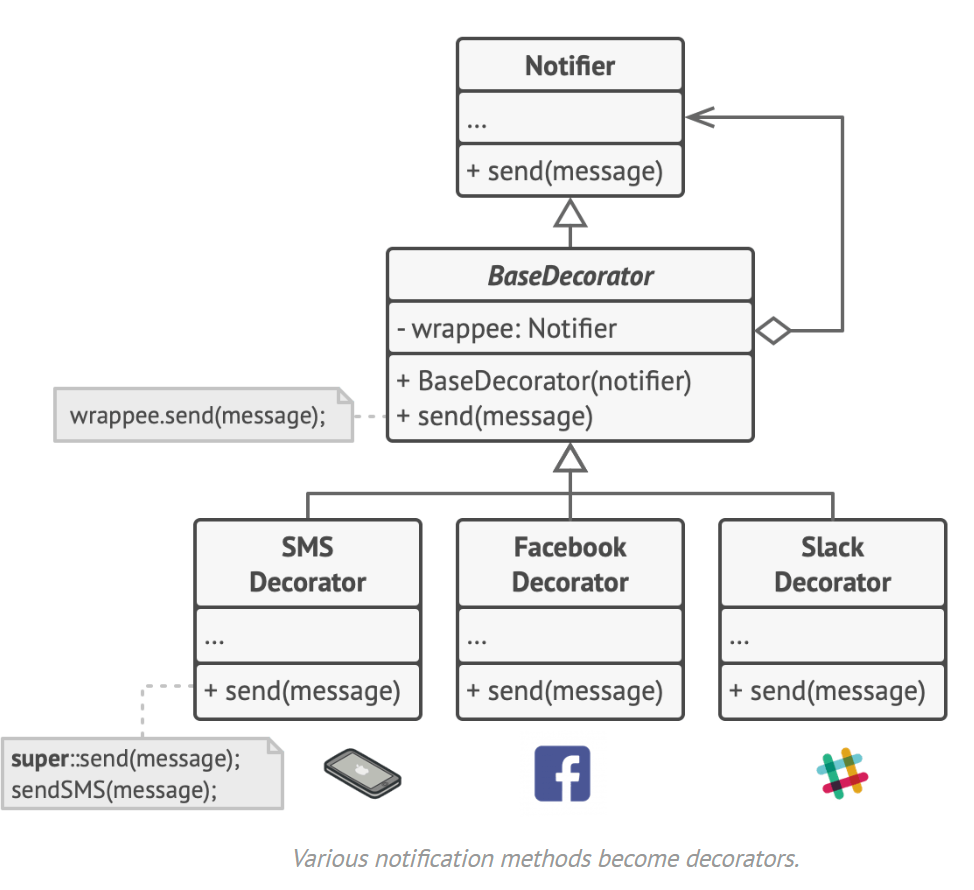 Notifier
...
+ send(message)
BaseDecorator
- wrappee: Notifier
+ BaseDecorator(notifier)
+ send(message)
wrappee.send(message);
SMS
Decorator
...
+ send(message)
Facebook
Decorator
...
+ send(message)
Slack
Decorator
...
+ send(message)
super::send(message);
sendSMS(message);
Various notification methods become decorators.